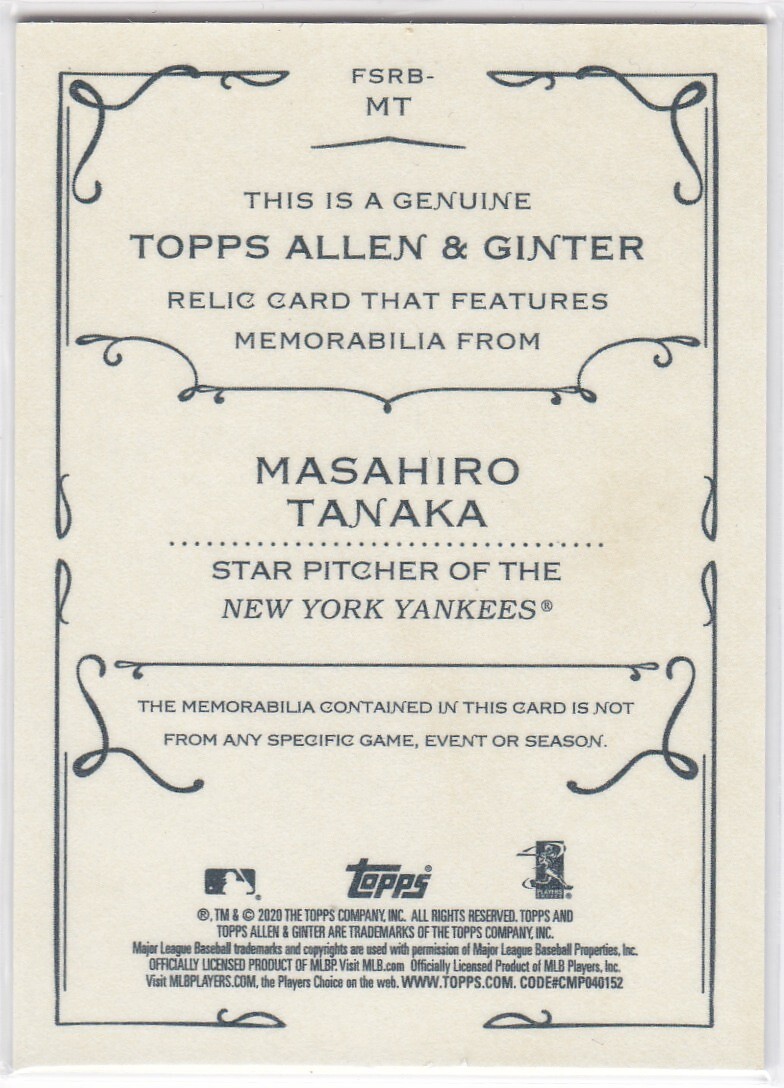 FSRB-
MT
THIS IS A GENUINE
TOPPS ALLEN & GINTER
RELIC CARD THAT FEATURES
MEMORABILIA FROM
MASAHIRO
TANAKA
STAR PITCHER OF THE
NEW YORK YANKEES®
THE MEMORABILIA CONTAINED IN THIS CARD IS NOT
FROM ANY SPECIFIC GAME, EVENT OR SEASON.
topps®
®, TM & © 2020 THE TOPPS COMPANY, INC. ALL RIGHTS RESERVED. TOPPS AND
TOPPS ALLEN & GINTER ARE TRADEMARKS OF THE TOPPS COMPANY, INC.
Major League Baseball trademarks and copyrights are used with permission of Major League Baseball Properties, Inc.
OFFICIALLY LICENSED PRODUCT OF MLBP. Visit MLB.com Officially Licensed Product of MLB Players, Inc.
Visit MLBPLAYERS.COM, the Players Choice on the web. WWW.TOPPS.COM. CODE#CMP040152